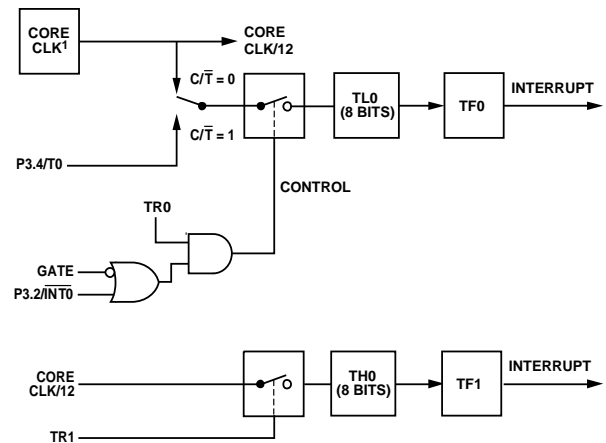 CORE
CLK¹
CORE
CLK/12
C/T̅ = 0
C/T̅ = 1
TL0
(8 BITS)
TF0
INTERRUPT
P3.4/T0
CONTROL
TR0
GATE
P3.2/I̅N̅T̅0̅
CORE
CLK/12
TH0
(8 BITS)
TF1
INTERRUPT
TR1